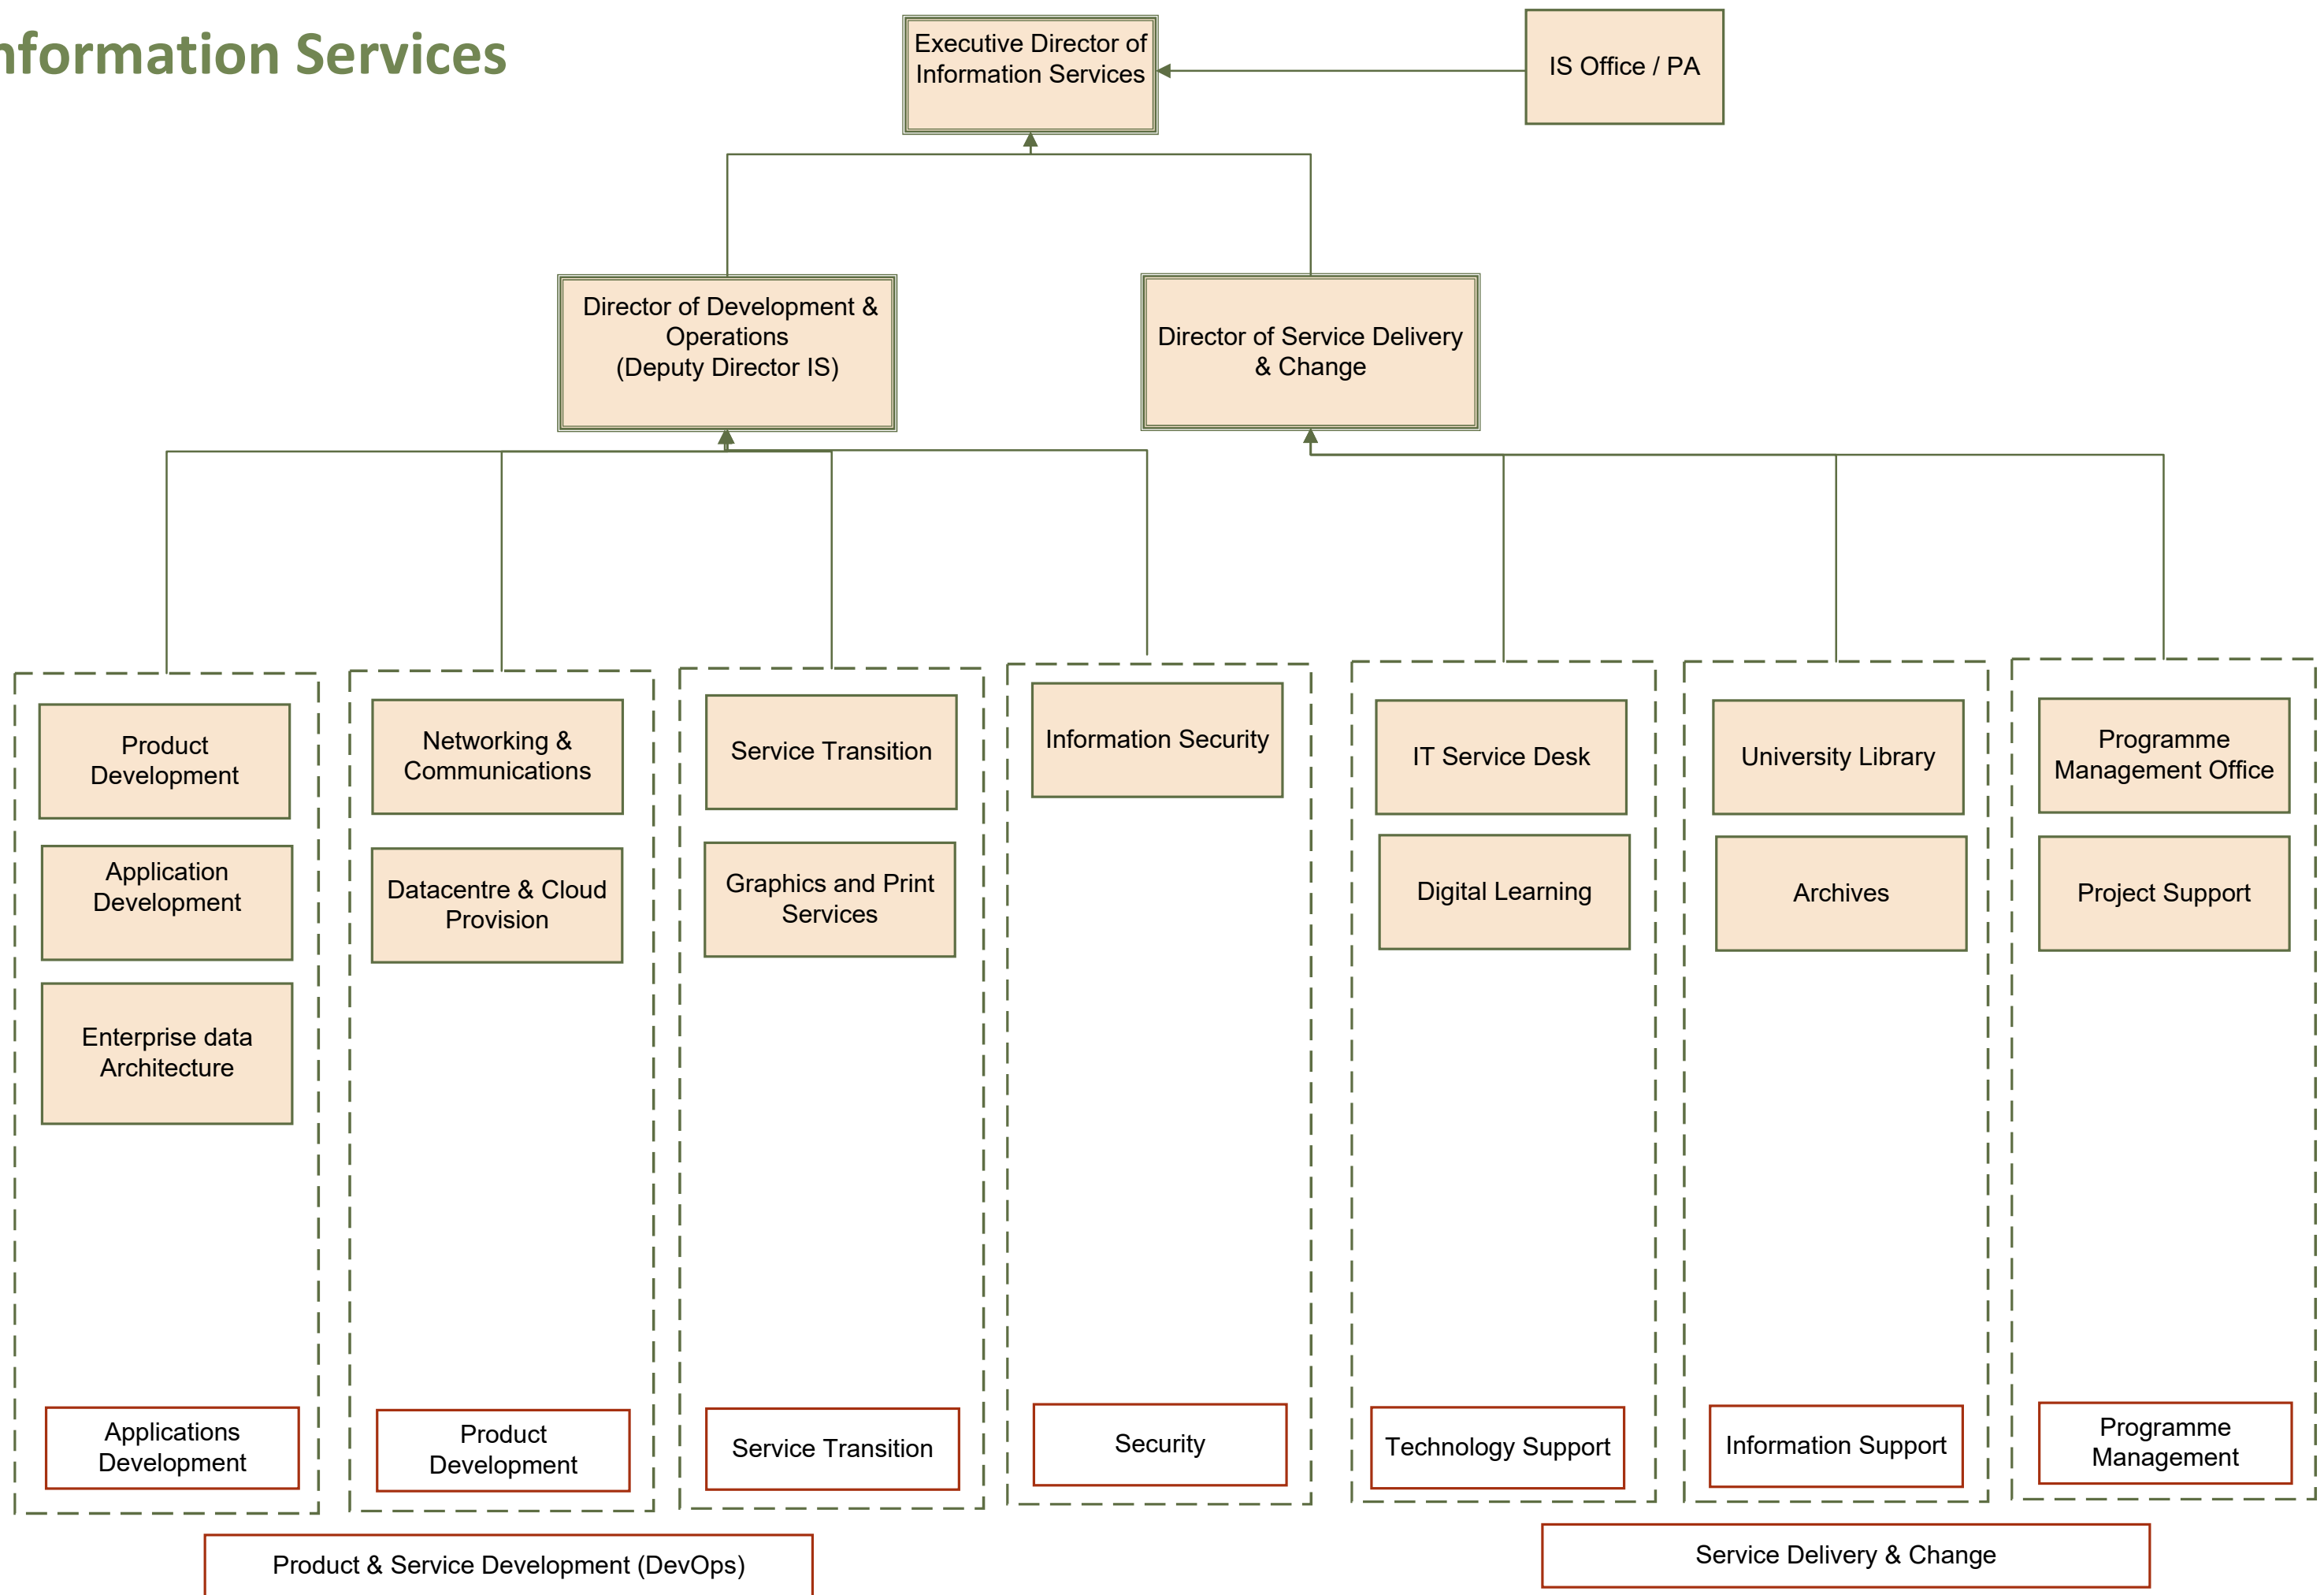 nformation Services
Executive Director of
Information Services
IS Office / PA
Director of Development &
Operations
(Deputy Director IS)
Director of Service Delivery
& Change
Product
Development
Application
Development
Enterprise data
Architecture
Applications
Development
Networking &
Communications
Datacentre & Cloud
Provision
Product
Development
Service Transition
Graphics and Print
Services
Service Transition
Information Security
Security
IT Service Desk
Digital Learning
Technology Support
University Library
Archives
Information Support
Programme
Management Office
Project Support
Programme
Management
Product & Service Development (DevOps)
Service Delivery & Change